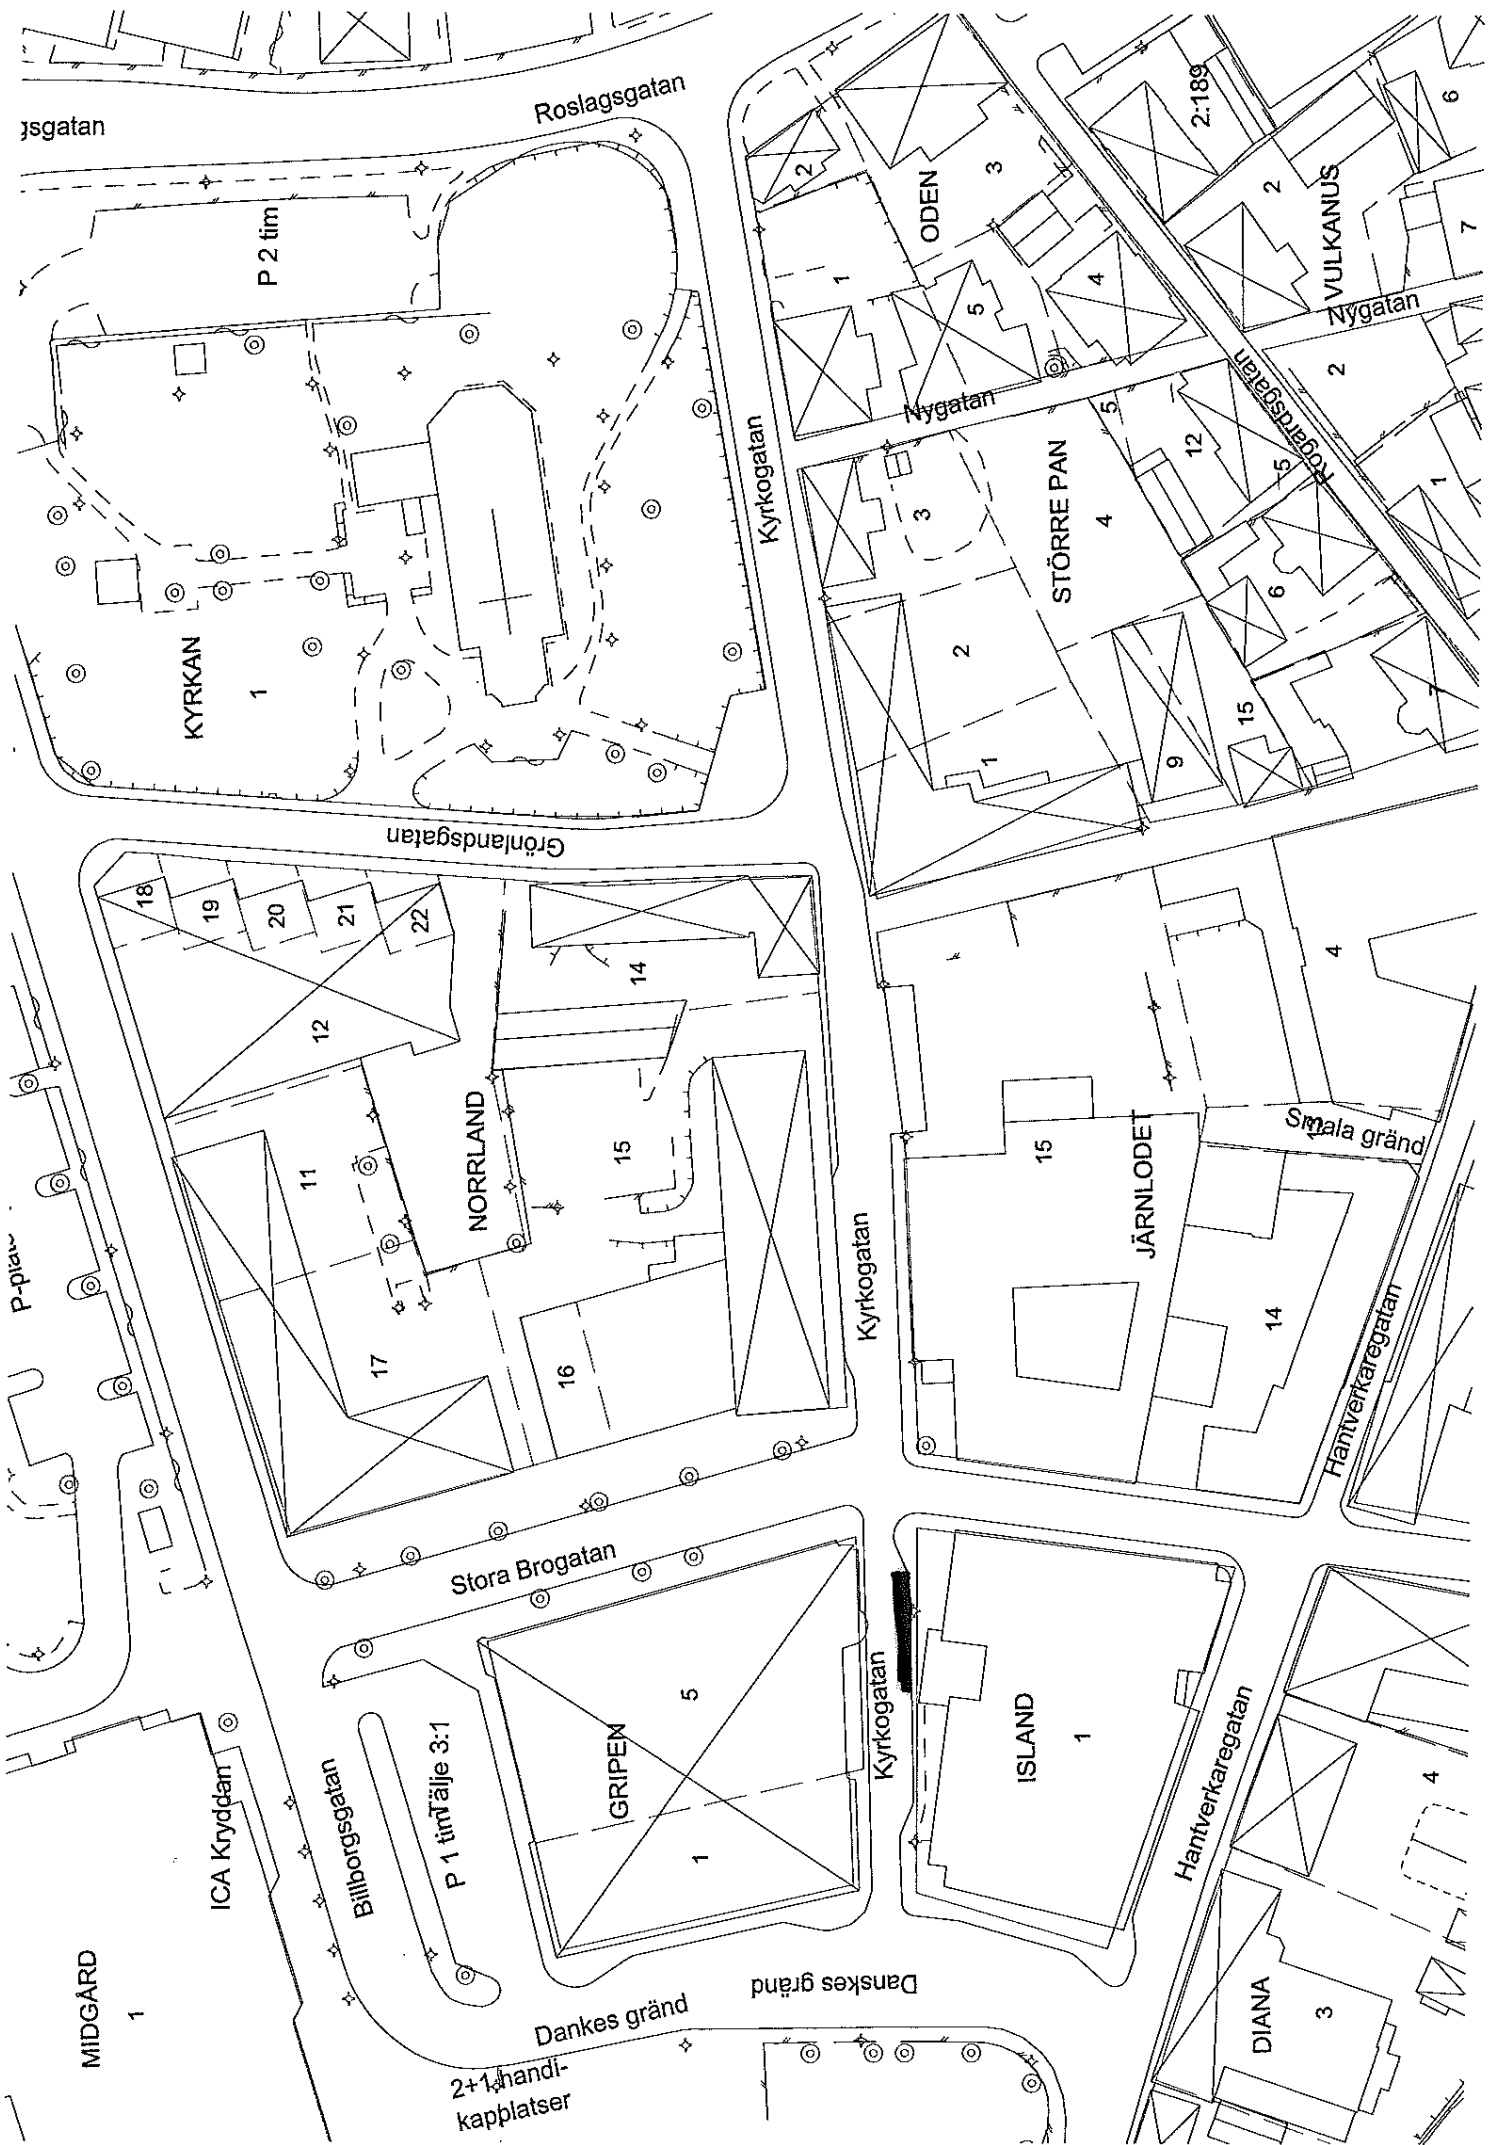 Roslagsgatan
P 2 tim
2:189
6
2
2
3
ODEN
2
VULKANUS
7
1
5
4
Nygatan
Kyrkogatan
Nygatan
5
Rögårdsgatan
2
12
STÖRRE PAN
3
4
5
1
6
KYRKAN
1
2
15
7
1
9
Grönlandsgatan
18
19
20
21
22
14
4
12
NORRLAND
11
15
15
JÄRNLODET
Smala gränd
Kyrkogatan
14
17
16
Hantverkaregatan
Stora Brogatan
5
GRIPEN
Kyrkogatan
ISLAND
1
Tälje 3:1
P 1 tim
ICA Kryddan
Billborgsgatan
1
Hantverkaregatan
4
MIDGÅRD
1
Danskes gränd
Dankes gränd
DIANA
3
2+1 handi-
kapplatser